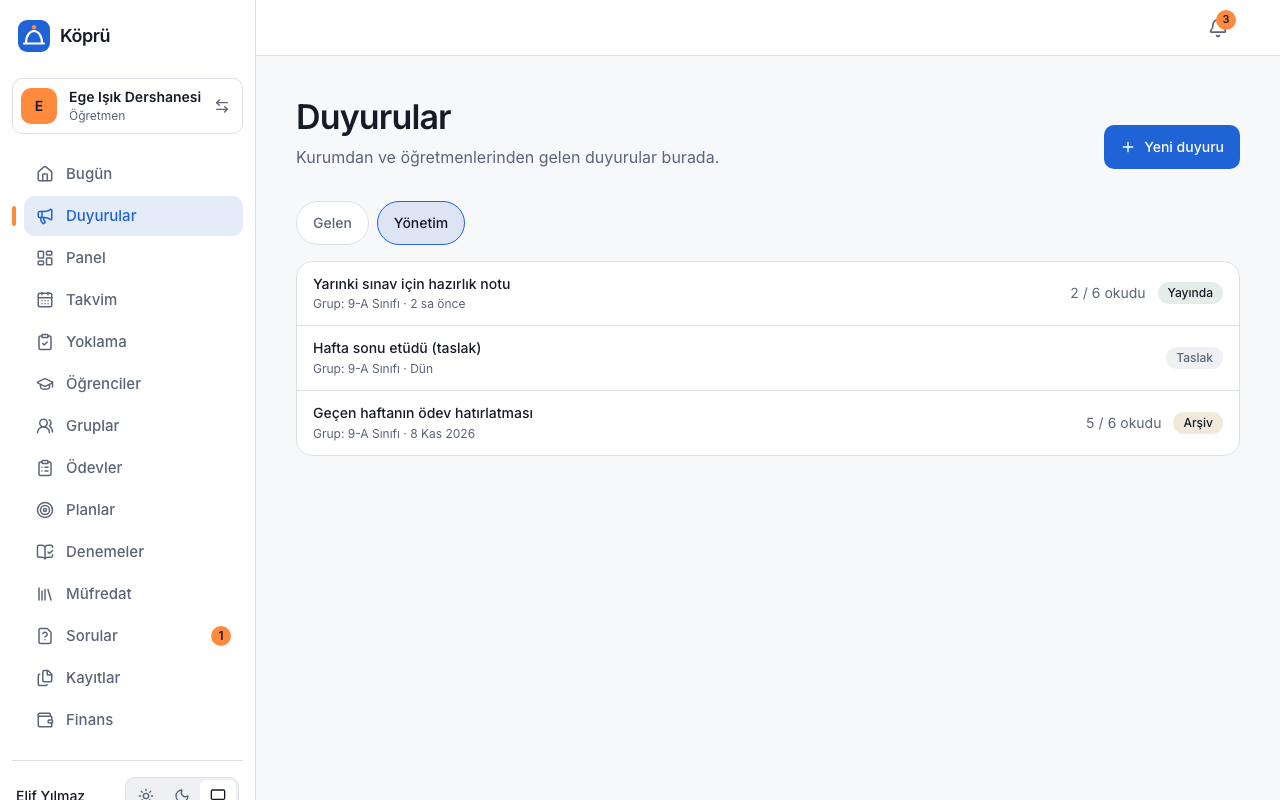 Köprü
E
Ege Işık Dershanesi
Öğretmen
Bugün
Duyurular
Panel
Takvim
Yoklama
Öğrenciler
Gruplar
Ödevler
Planlar
Denemeler
Müfredat
Sorular
1
Kayıtlar
Finans
Elif Yılmaz
3
Duyurular
Kurumdan ve öğretmenlerinden gelen duyurular burada.
Yeni duyuru
Gelen
Yönetim
Yarınki sınav için hazırlık notu
Grup: 9-A Sınıfı · 2 sa önce
2 / 6 okudu
Yayında
Hafta sonu etüdü (taslak)
Grup: 9-A Sınıfı · Dün
Taslak
Geçen haftanın ödev hatırlatması
Grup: 9-A Sınıfı · 8 Kas 2026
5 / 6 okudu
Arşiv